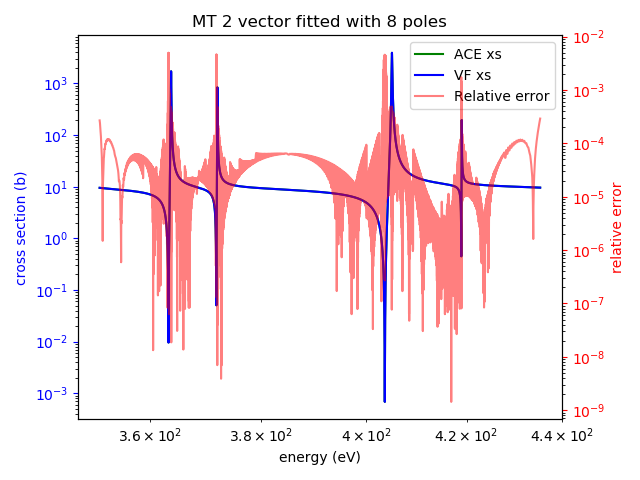 MT 2 vector fitted with 8 poles
ACE xs
VF xs
Relative error
cross section (b)
10³
10²
10¹
10⁰
10⁻¹
10⁻²
10⁻³
relative error
10⁻²
10⁻³
10⁻⁴
10⁻⁵
10⁻⁶
10⁻⁷
10⁻⁸
10⁻⁹
3.6 × 10²
3.8 × 10²
4 × 10²
4.2 × 10²
4.4 × 10²
energy (eV)